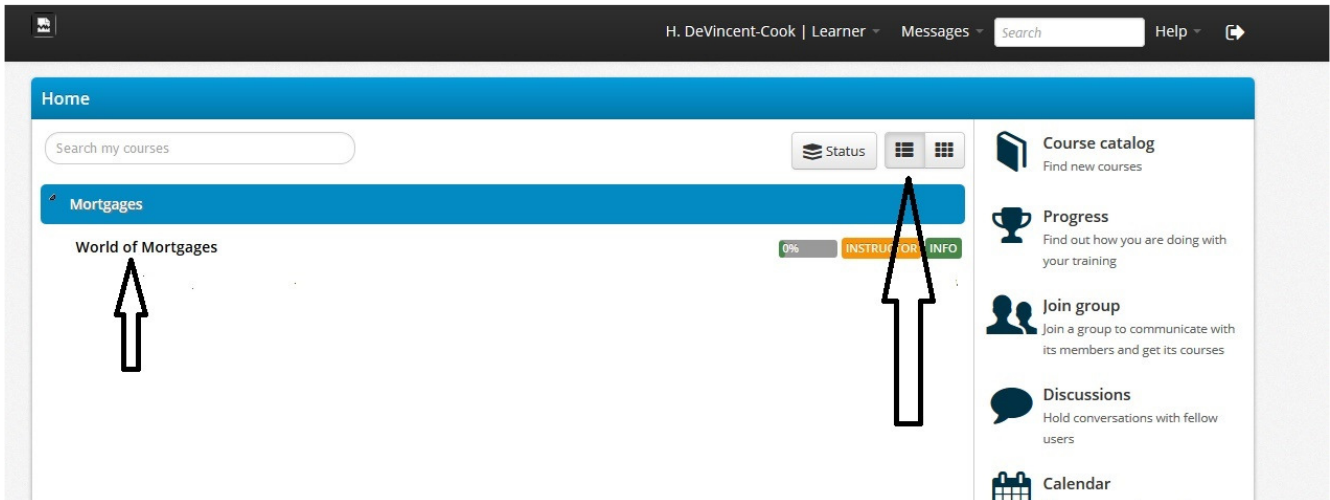 H. DeVincent-Cook | Learner Messages Search Help
Home
Search my courses
Status
Mortgages
World of Mortgages
0% INSTRUCTOR INFO
Course catalog
Find new courses
Progress
Find out how you are doing with
your training
Join group
Join a group to communicate with
its members and get its courses
Discussions
Hold conversations with fellow
users
Calendar